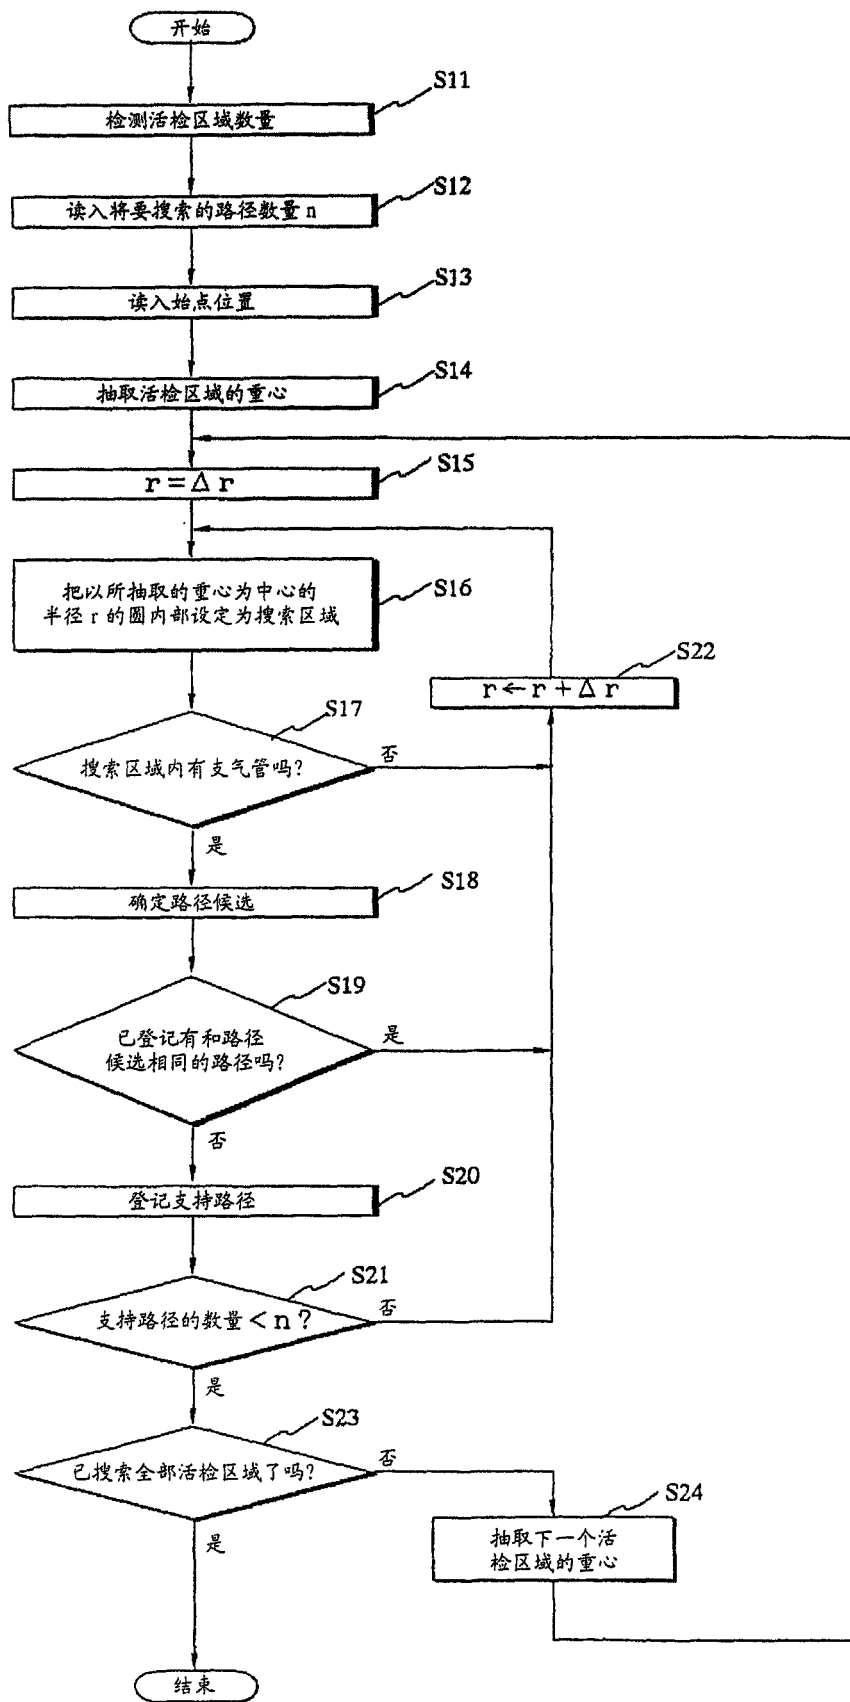 开始
S11
检测活检区域数量
S12
读入将要搜索的路径数量 n
S13
读入始点位置
S14
抽取活检区域的重心
S15
r=Δr
S16
把以所抽取的重心为中心的
半径 r 的圆内部设定为搜索区域
S22
r←r+Δr
S17
搜索区域内有支气管吗?
否
是
S18
确定路径候选
S19
已登记有和路径
候选相同的路径吗?
是
否
S20
登记支持路径
S21
支持路径的数量<n?
否
是
S23
已搜索全部活检区域了吗?
否
是
S24
抽取下一个活
检区域的重心
结束